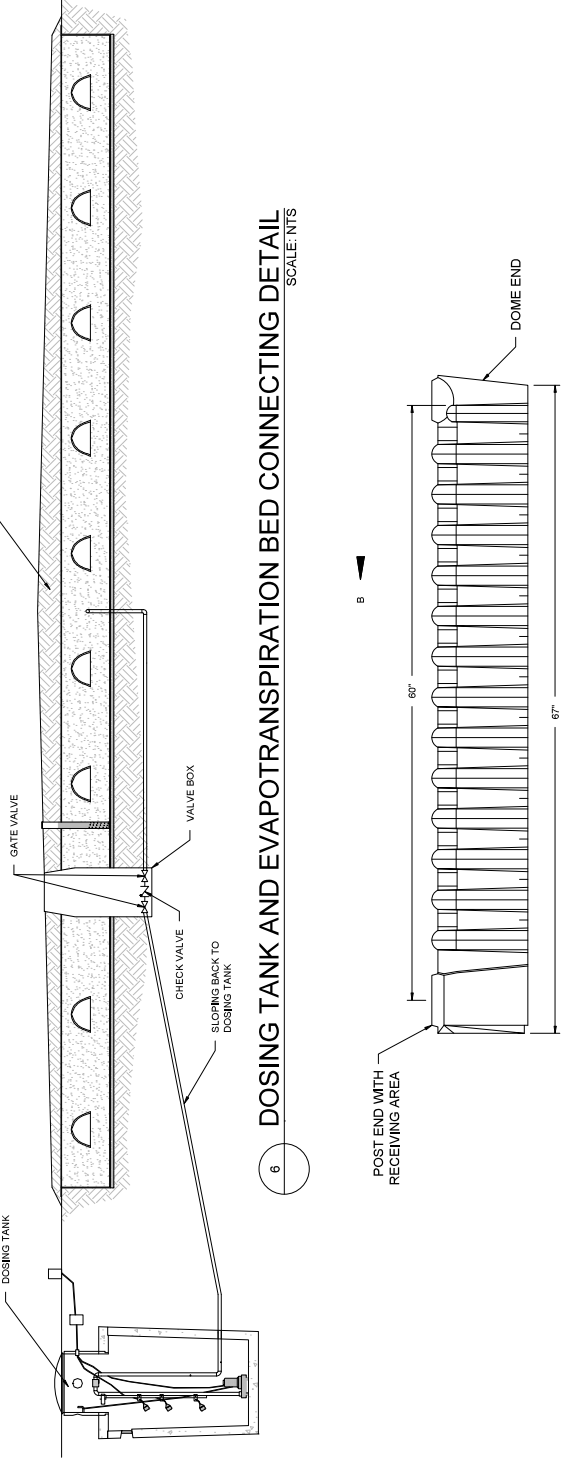 DOSING TANK
GATE VALVE
VALVE BOX
CHECK VALVE
SLOPING BACK TO
DOSING TANK
6
DOSING TANK AND EVAPOTRANSPIRATION BED CONNECTING DETAIL
SCALE: NTS
B
POST END WITH
RECEIVING AREA
60"
DOME END
67"